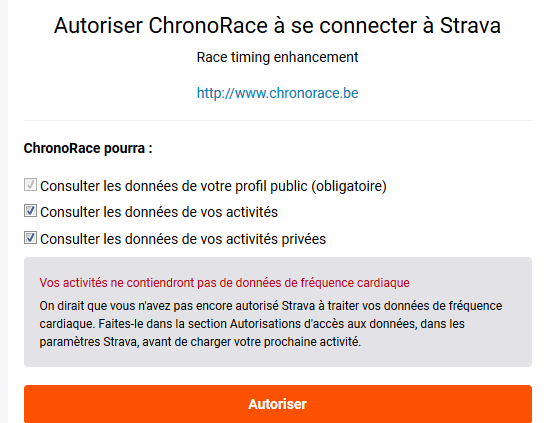 Autoriser ChronoRace à se connecter à Strava
Race timing enhancement
http://www.chronorace.be
ChronoRace pourra :
Consulter les données de votre profil public (obligatoire)
Consulter les données de vos activités
Consulter les données de vos activités privées
Vos activités ne contiendront pas de données de fréquence cardiaque
On dirait que vous n'avez pas encore autorisé Strava à traiter vos données de fréquence
cardiaque. Faites-le dans la section Autorisations d'accès aux données, dans les
paramètres Strava, avant de charger votre prochaine activité.
Autoriser